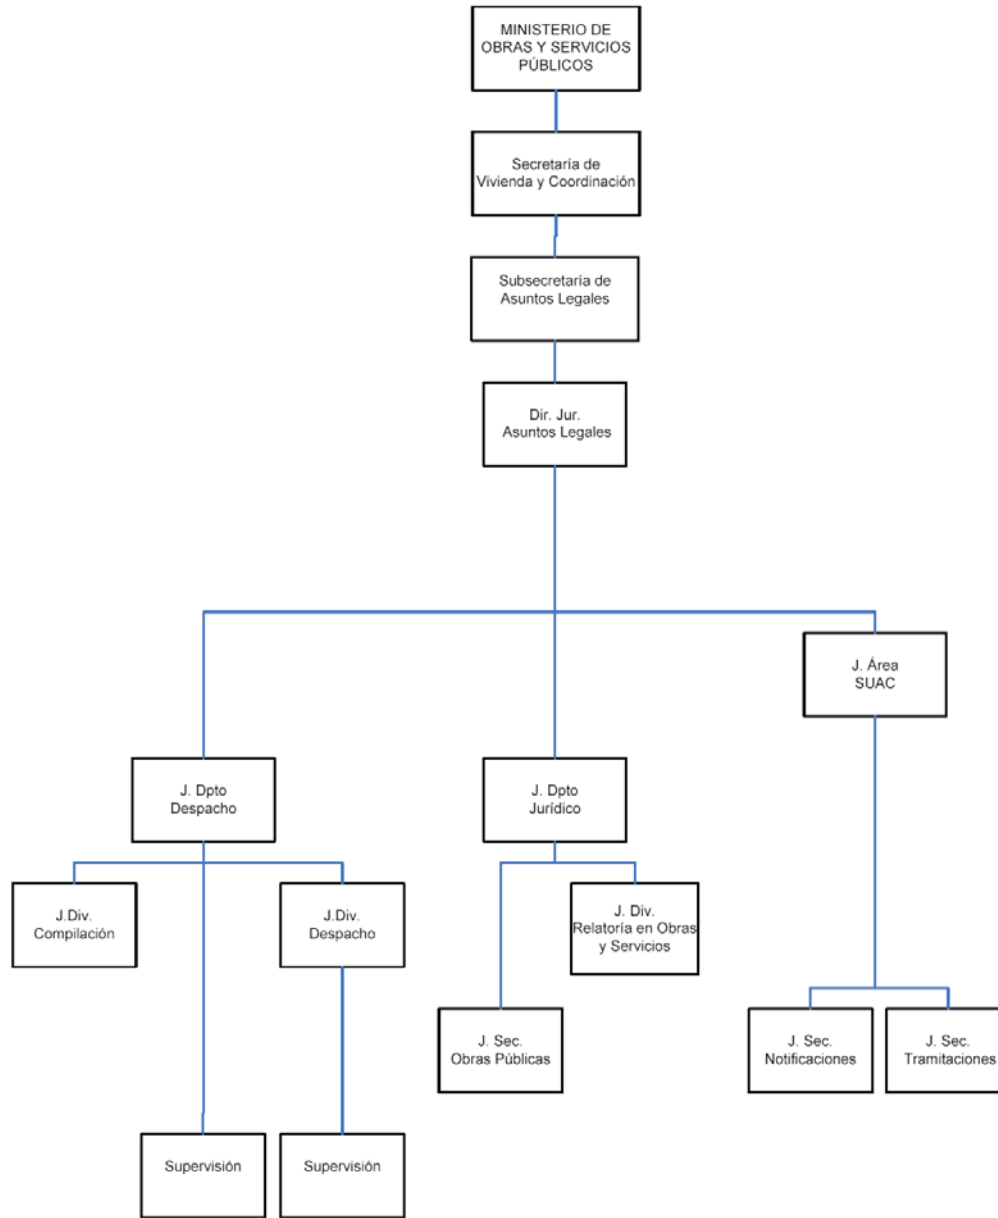 MINISTERIO DE
OBRAS Y SERVICIOS
PÚBLICOS
Secretaría de
Vivienda y Coordinación
Subsecretaría de
Asuntos Legales
Dir. Jur.
Asuntos Legales
J. Área
SUAC
J. Dpto
Despacho
J. Dpto
Jurídico
J.Div.
Compilación
J.Div.
Despacho
J. Div.
Relatoría en Obras
y Servicios
J. Sec.
Obras Públicas
J. Sec.
Notificaciones
J. Sec.
Tramitaciones
Supervisión
Supervisión